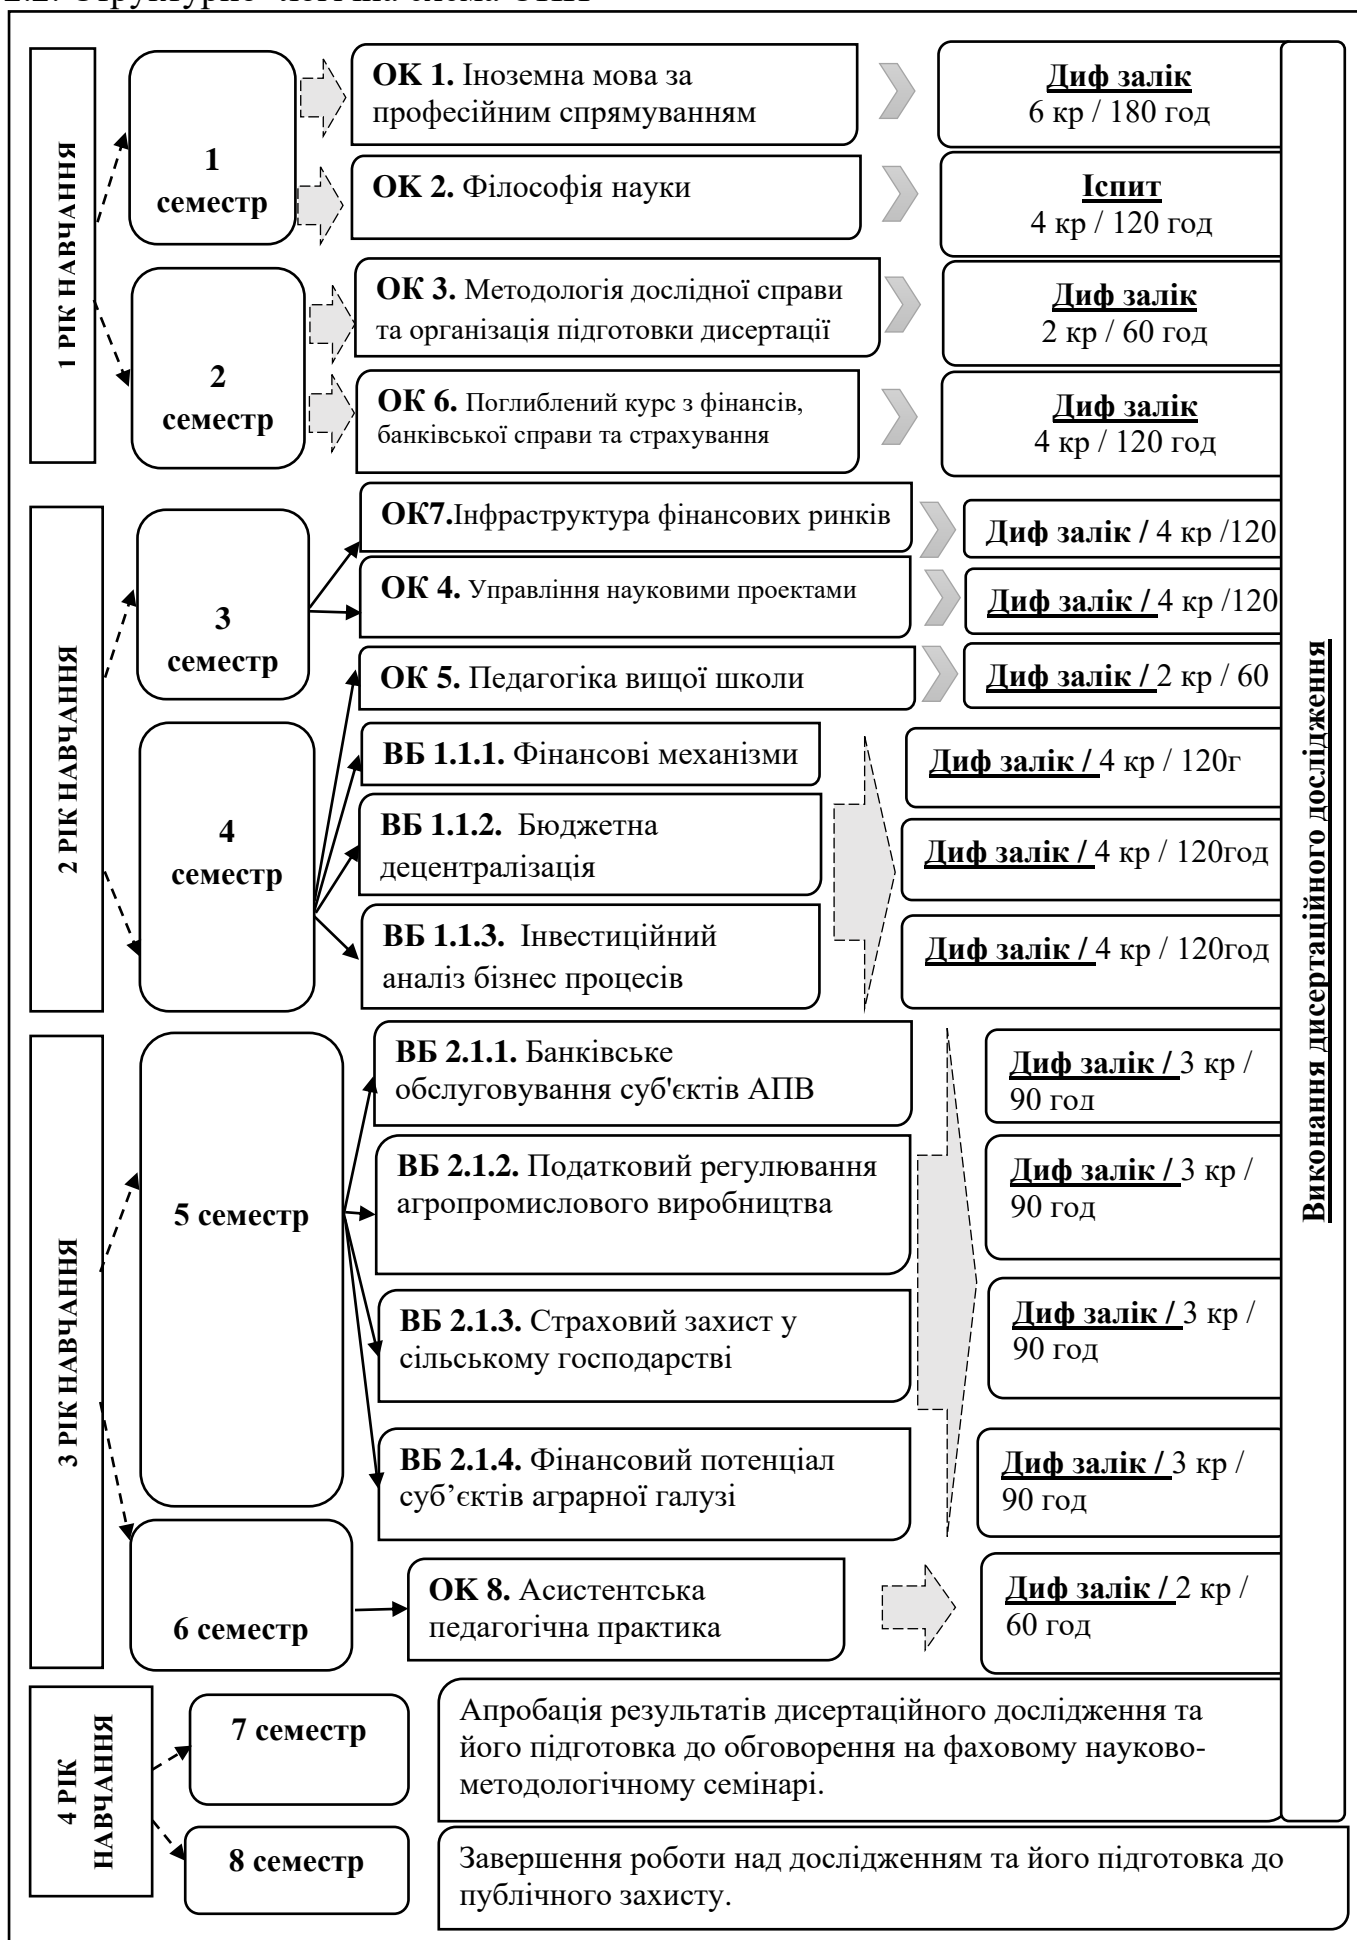 1 РІК НАВЧАННЯ
1
семестр
ОК 1. Іноземна мова за
професійним спрямуванням
Диф залік
6 кр / 180 год
ОК 2. Філософія науки
Іспит
4 кр / 120 год
2
семестр
ОК 3. Методологія дослідної справи
та організація підготовки дисертації
Диф залік
2 кр / 60 год
ОК 6. Поглиблений курс з фінансів,
банківської справи та страхування
Диф залік
4 кр / 120 год
2 РІК НАВЧАННЯ
3
семестр
ОК7.Інфраструктура фінансових ринків
Диф залік / 4 кр /120
ОК 4. Управління науковими проектами
Диф залік / 4 кр /120
ОК 5. Педагогіка вищої школи
Диф залік / 2 кр / 60
4
семестр
ВБ 1.1.1. Фінансові механізми
Диф залік / 4 кр / 120г
ВБ 1.1.2. Бюджетна
децентралізація
Диф залік / 4 кр / 120год
ВБ 1.1.3. Інвестиційний
аналіз бізнес процесів
Диф залік / 4 кр / 120год
3 РІК НАВЧАННЯ
5 семестр
ВБ 2.1.1. Банківське
обслуговування суб'єктів АПВ
Диф залік / 3 кр /
90 год
ВБ 2.1.2. Податковий регулювання
агропромислового виробництва
Диф залік / 3 кр /
90 год
ВБ 2.1.3. Страховий захист у
сільському господарстві
Диф залік / 3 кр /
90 год
ВБ 2.1.4. Фінансовий потенціал
суб’єктів аграрної галузі
Диф залік / 3 кр /
90 год
6 семестр
ОК 8. Асистентська
педагогічна практика
Диф залік / 2 кр /
60 год
Виконання дисертаційного дослідження
4 РІК
НАВЧАННЯ
7 семестр
Апробація результатів дисертаційного дослідження та
його підготовка до обговорення на фаховому науково-
методологічному семінарі.
8 семестр
Завершення роботи над дослідженням та його підготовка до
публічного захисту.